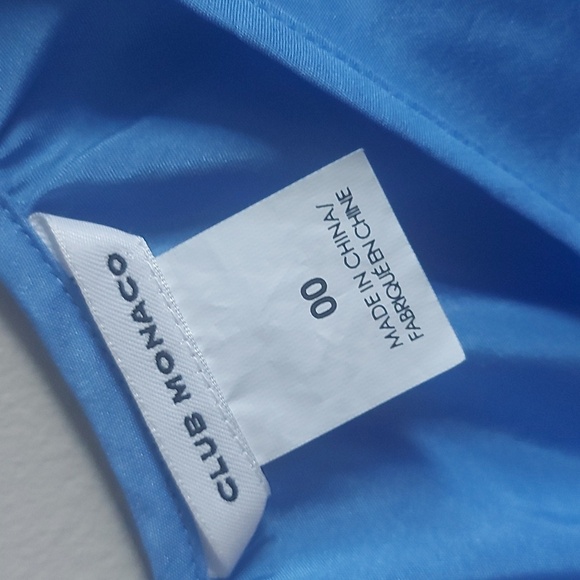 CLUB MONACO
00
MADE IN CHINA/
FABRIQUÉ EN CHINE